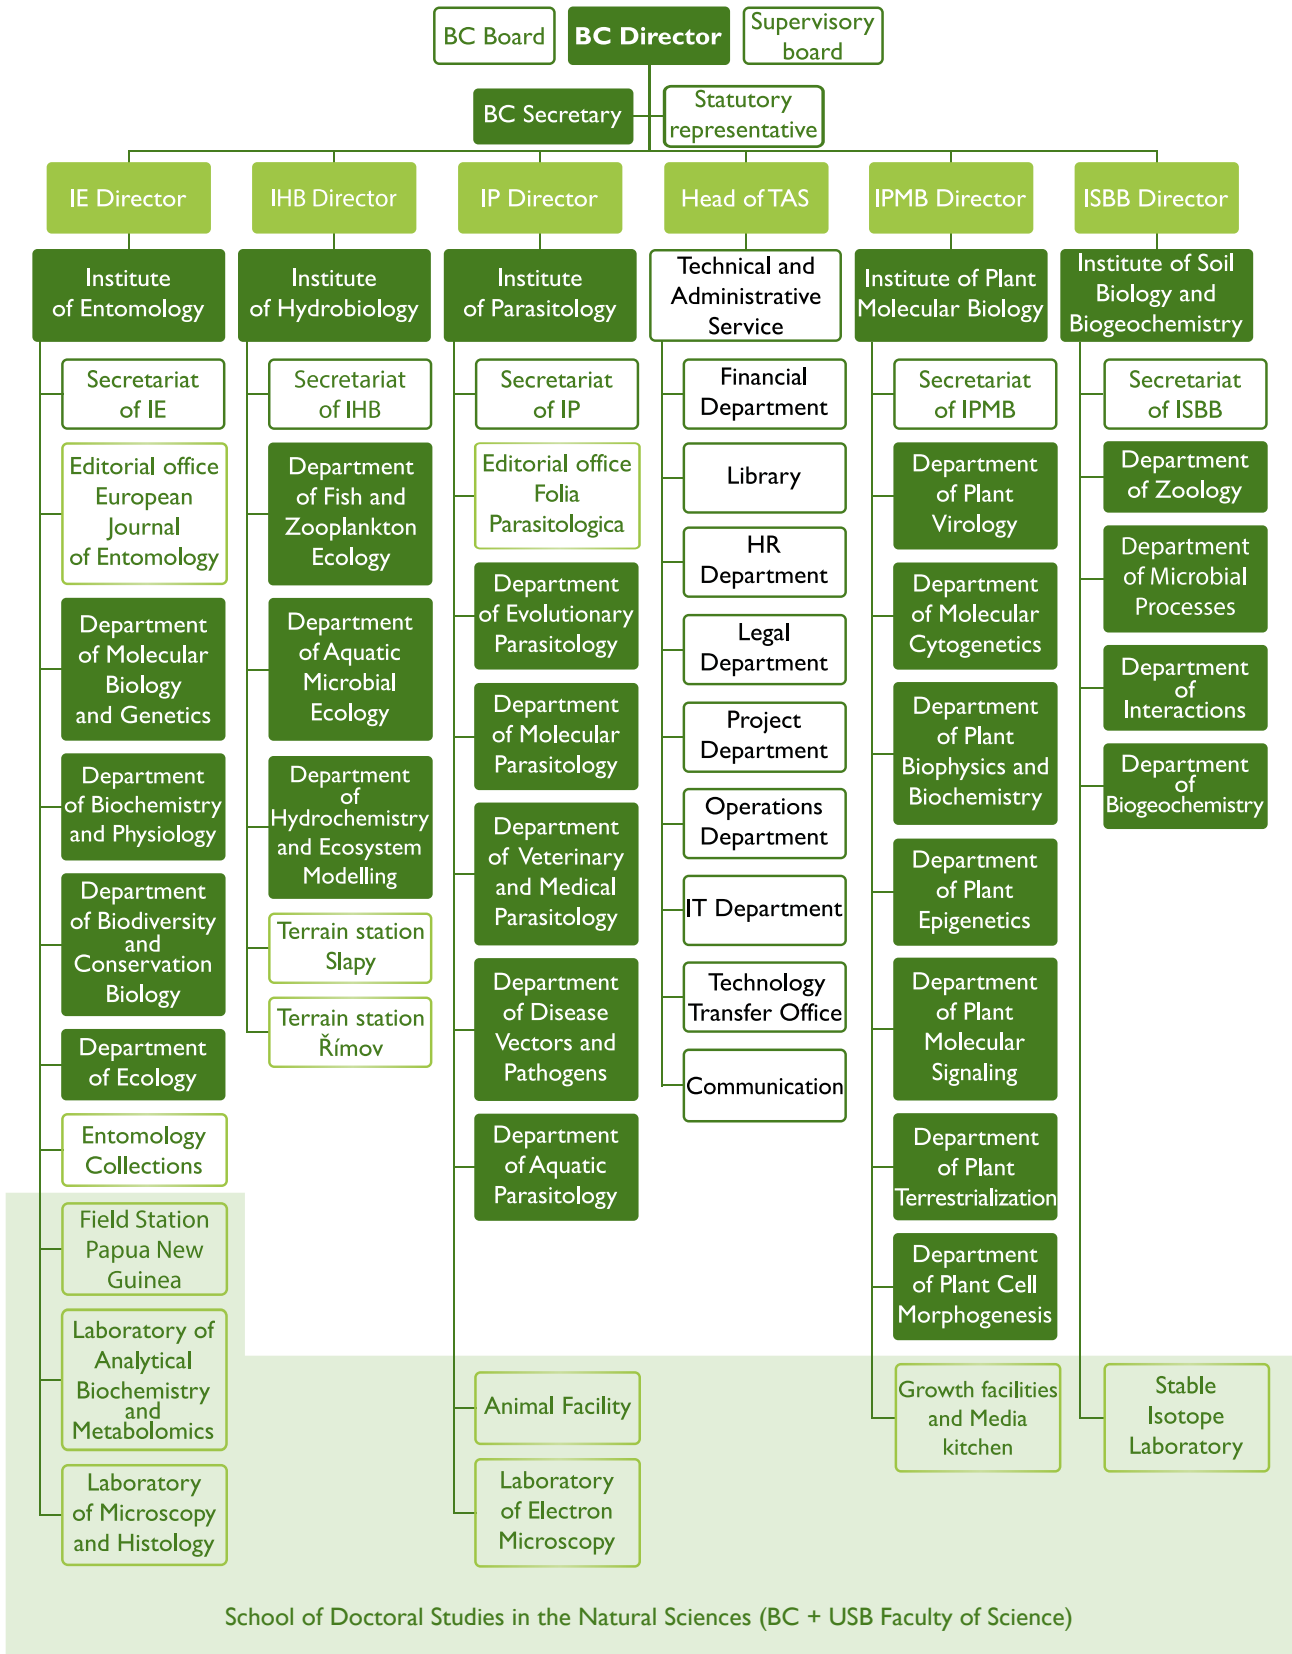 BC Board
BC Director
Supervisory
board
BC Secretary
Statutory
representative
IE Director
IHB Director
IP Director
Head of TAS
IPMB Director
ISBB Director
Institute
of Entomology
Institute
of Hydrobiology
Institute
of Parasitology
Technical and
Administrative
Service
Institute of Plant
Molecular Biology
Institute of Soil
Biology and
Biogeochemistry
Secretariat
of IE
Editorial office
European
Journal
of Entomology
Department
of Molecular
Biology
and Genetics
Department
of Biochemistry
and Physiology
Department
of Biodiversity
and
Conservation
Biology
Department
of Ecology
Entomology
Collections
Field Station
Papua New
Guinea
Laboratory of
Analytical
Biochemistry
and
Metabolomics
Laboratory
of Microscopy
and Histology
Secretariat
of IHB
Department
of Fish and
Zooplankton
Ecology
Department
of Aquatic
Microbial
Ecology
Department
of
Hydrochemistry
and Ecosystem
Modelling
Terrain station
Slapy
Terrain station
Římov
Secretariat
of IP
Editorial office
Folia
Parasitologica
Department
of Evolutionary
Parasitology
Department
of Molecular
Parasitology
Department
of Veterinary
and Medical
Parasitology
Department
of Disease
Vectors and
Pathogens
Department
of Aquatic
Parasitology
Animal Facility
Laboratory
of Electron
Microscopy
Financial
Department
Library
HR
Department
Legal
Department
Project
Department
Operations
Department
IT Department
Technology
Transfer Office
Communication
Secretariat
of IPMB
Department
of Plant
Virology
Department
of Molecular
Cytogenetics
Department
of Plant
Biophysics and
Biochemistry
Department
of Plant
Epigenetics
Department
of Plant
Molecular
Signaling
Department
of Plant
Terrestrialization
Department
of Plant Cell
Morphogenesis
Growth facilities
and Media
kitchen
Secretariat
of ISBB
Department
of Zoology
Department
of Microbial
Processes
Department
of
Interactions
Department
of
Biogeochemistry
Stable
Isotope
Laboratory
School of Doctoral Studies in the Natural Sciences (BC + USB Faculty of Science)